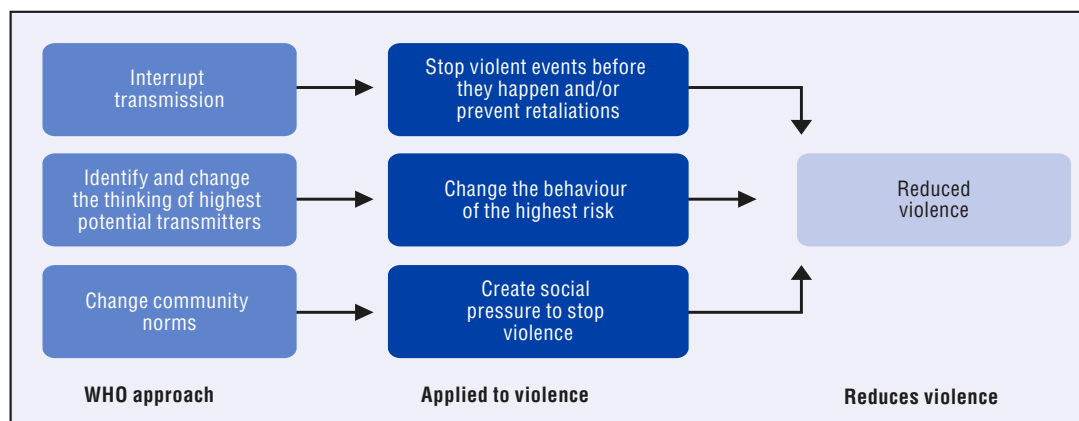 Interrupt
transmission
Stop violent events before
they happen and/or
prevent retaliations
Identify and change
the thinking of highest
potential transmitters
Change the behaviour
of the highest risk
Reduced
violence
Change community
norms
Create social
pressure to stop
violence
WHO approach
Applied to violence
Reduces violence